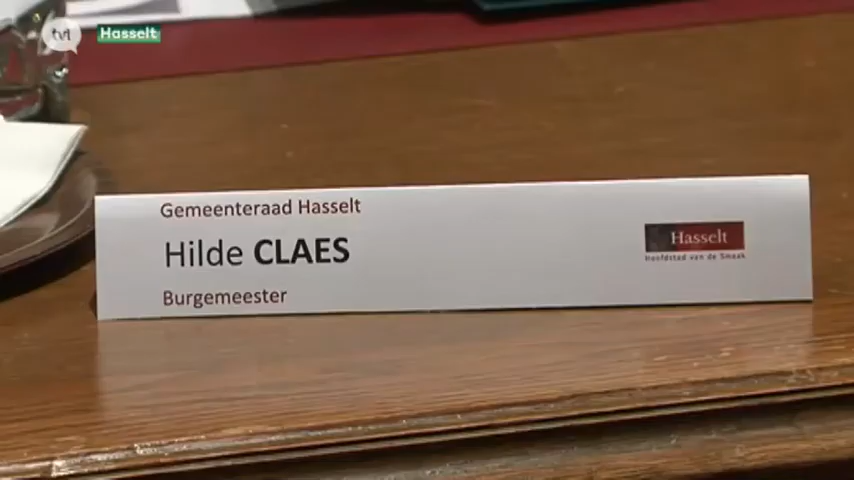 tvl
Hasselt
Gemeenteraad Hasselt
Hilde CLAES
Burgemeester
Hasselt
Hoofdstad van de Smaak